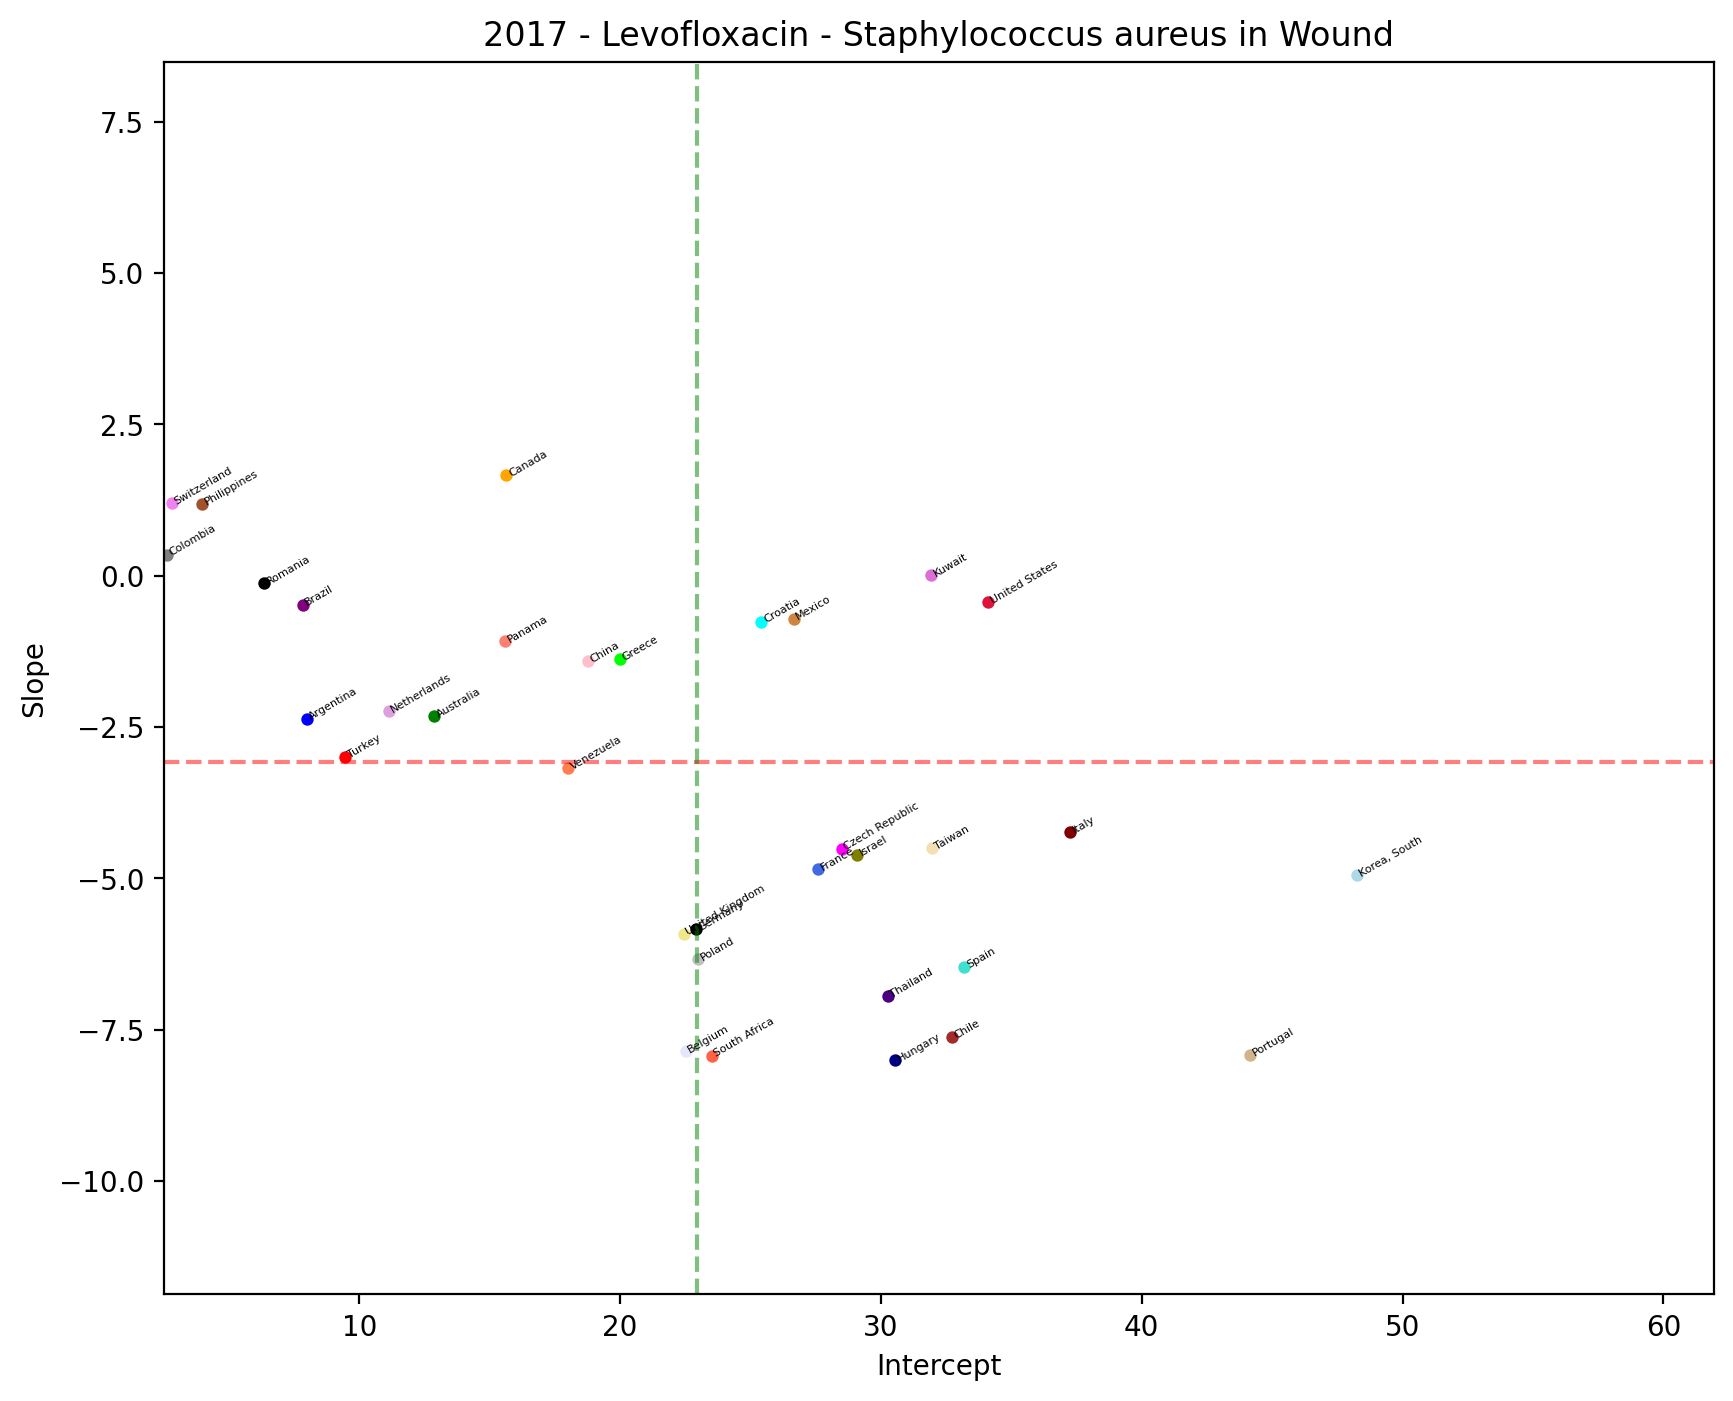 2017 - Levofloxacin - Staphylococcus aureus in Wound
7.5
5.0
2.5
0.0
−2.5
−5.0
−7.5
−10.0
Slope
Canada
Switzerland
Philippines
Colombia
Romania
Brazil
Kuwait
United States
Croatia
Mexico
Panama
China
Greece
Argentina
Netherlands
Australia
Turkey
Venezuela
Czech Republic
France
Israel
Taiwan
Italy
Korea, South
United Kingdom
Germany
Poland
Spain
Thailand
Belgium
South Africa
Hungary
Chile
Portugal
10
20
30
40
50
60
Intercept